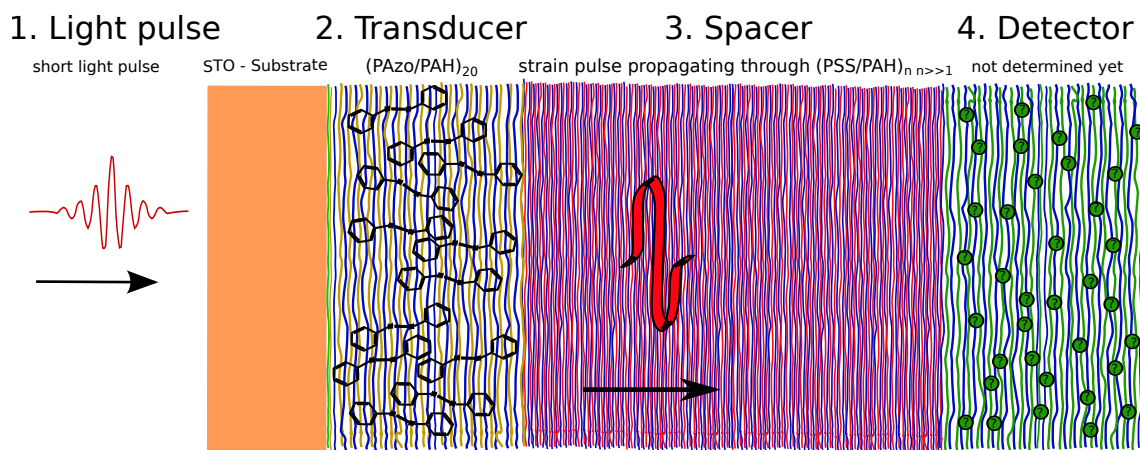 1. Light pulse 2. Transducer 3. Spacer 4. Detector
short light pulse STO - Substrate (PAzo/PAH)20 strain pulse propagating through (PSS/PAH)n n>>1 not determined yet
? ? ? ? ? ? ? ? ? ? ? ? ? ? ? ? ? ? ? ? ? ? ? ? ? ? ? ? ? ? ? ? ? ?